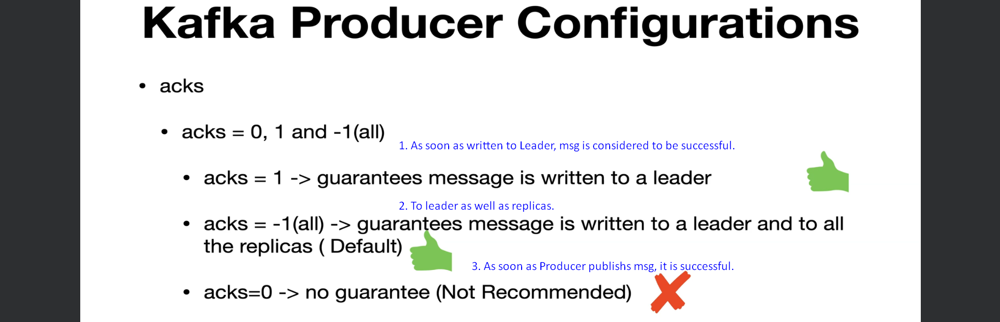 Kafka Producer Configurations
• acks
• acks = 0, 1 and -1(all)
1. As soon as written to Leader, msg is considered to be successful.
• acks = 1 -> guarantees message is written to a leader
2. To leader as well as replicas.
• acks = -1(all) -> guarantees message is written to a leader and to all
the replicas ( Default)
3. As soon as Producer publishs msg, it is successful.
• acks=0 -> no guarantee (Not Recommended)